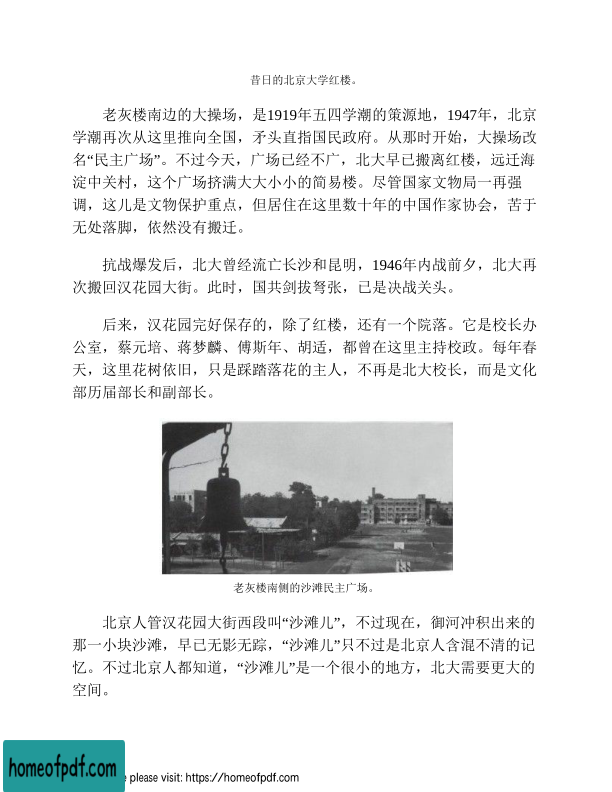 昔日的北京大学红楼。
老灰楼南边的大操场，是1919年五四学潮的策源地，1947年，北京
学潮再次从这里推向全国，矛头直指国民政府。从那时开始，大操场改
名“民主广场”。不过今天，广场已经不广，北大早已搬离红楼，远迁海
淀中关村，这个广场挤满大大小小的简易楼。尽管国家文物局一再强
调，这儿是文物保护重点，但居住在这里数十年的中国作家协会，苦于
无处落脚，依然没有搬迁。
抗战爆发后，北大曾经流亡长沙和昆明，1946年内战前夕，北大再
次搬回汉花园大街。此时，国共剑拔弩张，已是决战关头。
后来，汉花园完好保存的，除了红楼，还有一个院落。它是校长办
公室，蔡元培、蒋梦麟、傅斯年、胡适，都曾在这里主持校政。每年春
天，这里花树依旧，只是踩踏落花的主人，不再是北大校长，而是文化
部历届部长和副部长。
老灰楼南侧的沙滩民主广场。
北京人管汉花园大街西段叫“沙滩儿”，不过现在，御河冲积出来的
那一小块沙滩，早已无影无踪，“沙滩儿”只不过是北京人含混不清的记
忆。不过北京人都知道，“沙滩儿”是一个很小的地方，北大需要更大的
空间。
homeofpdf.com
please visit: https://homeofpdf.com